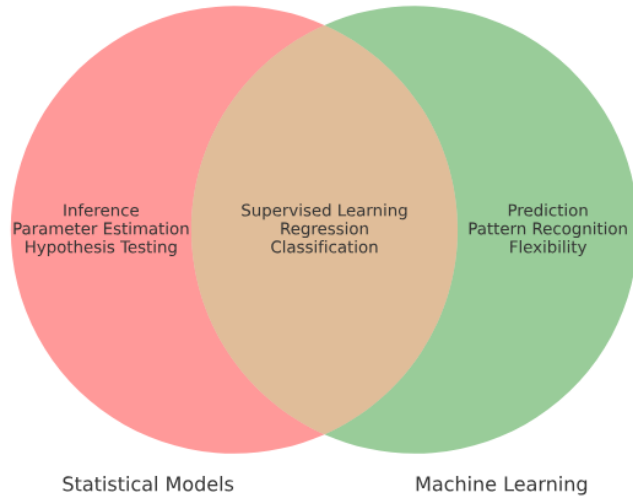 Inference
Parameter Estimation
Hypothesis Testing
Supervised Learning
Regression
Classification
Prediction
Pattern Recognition
Flexibility
Statistical Models
Machine Learning